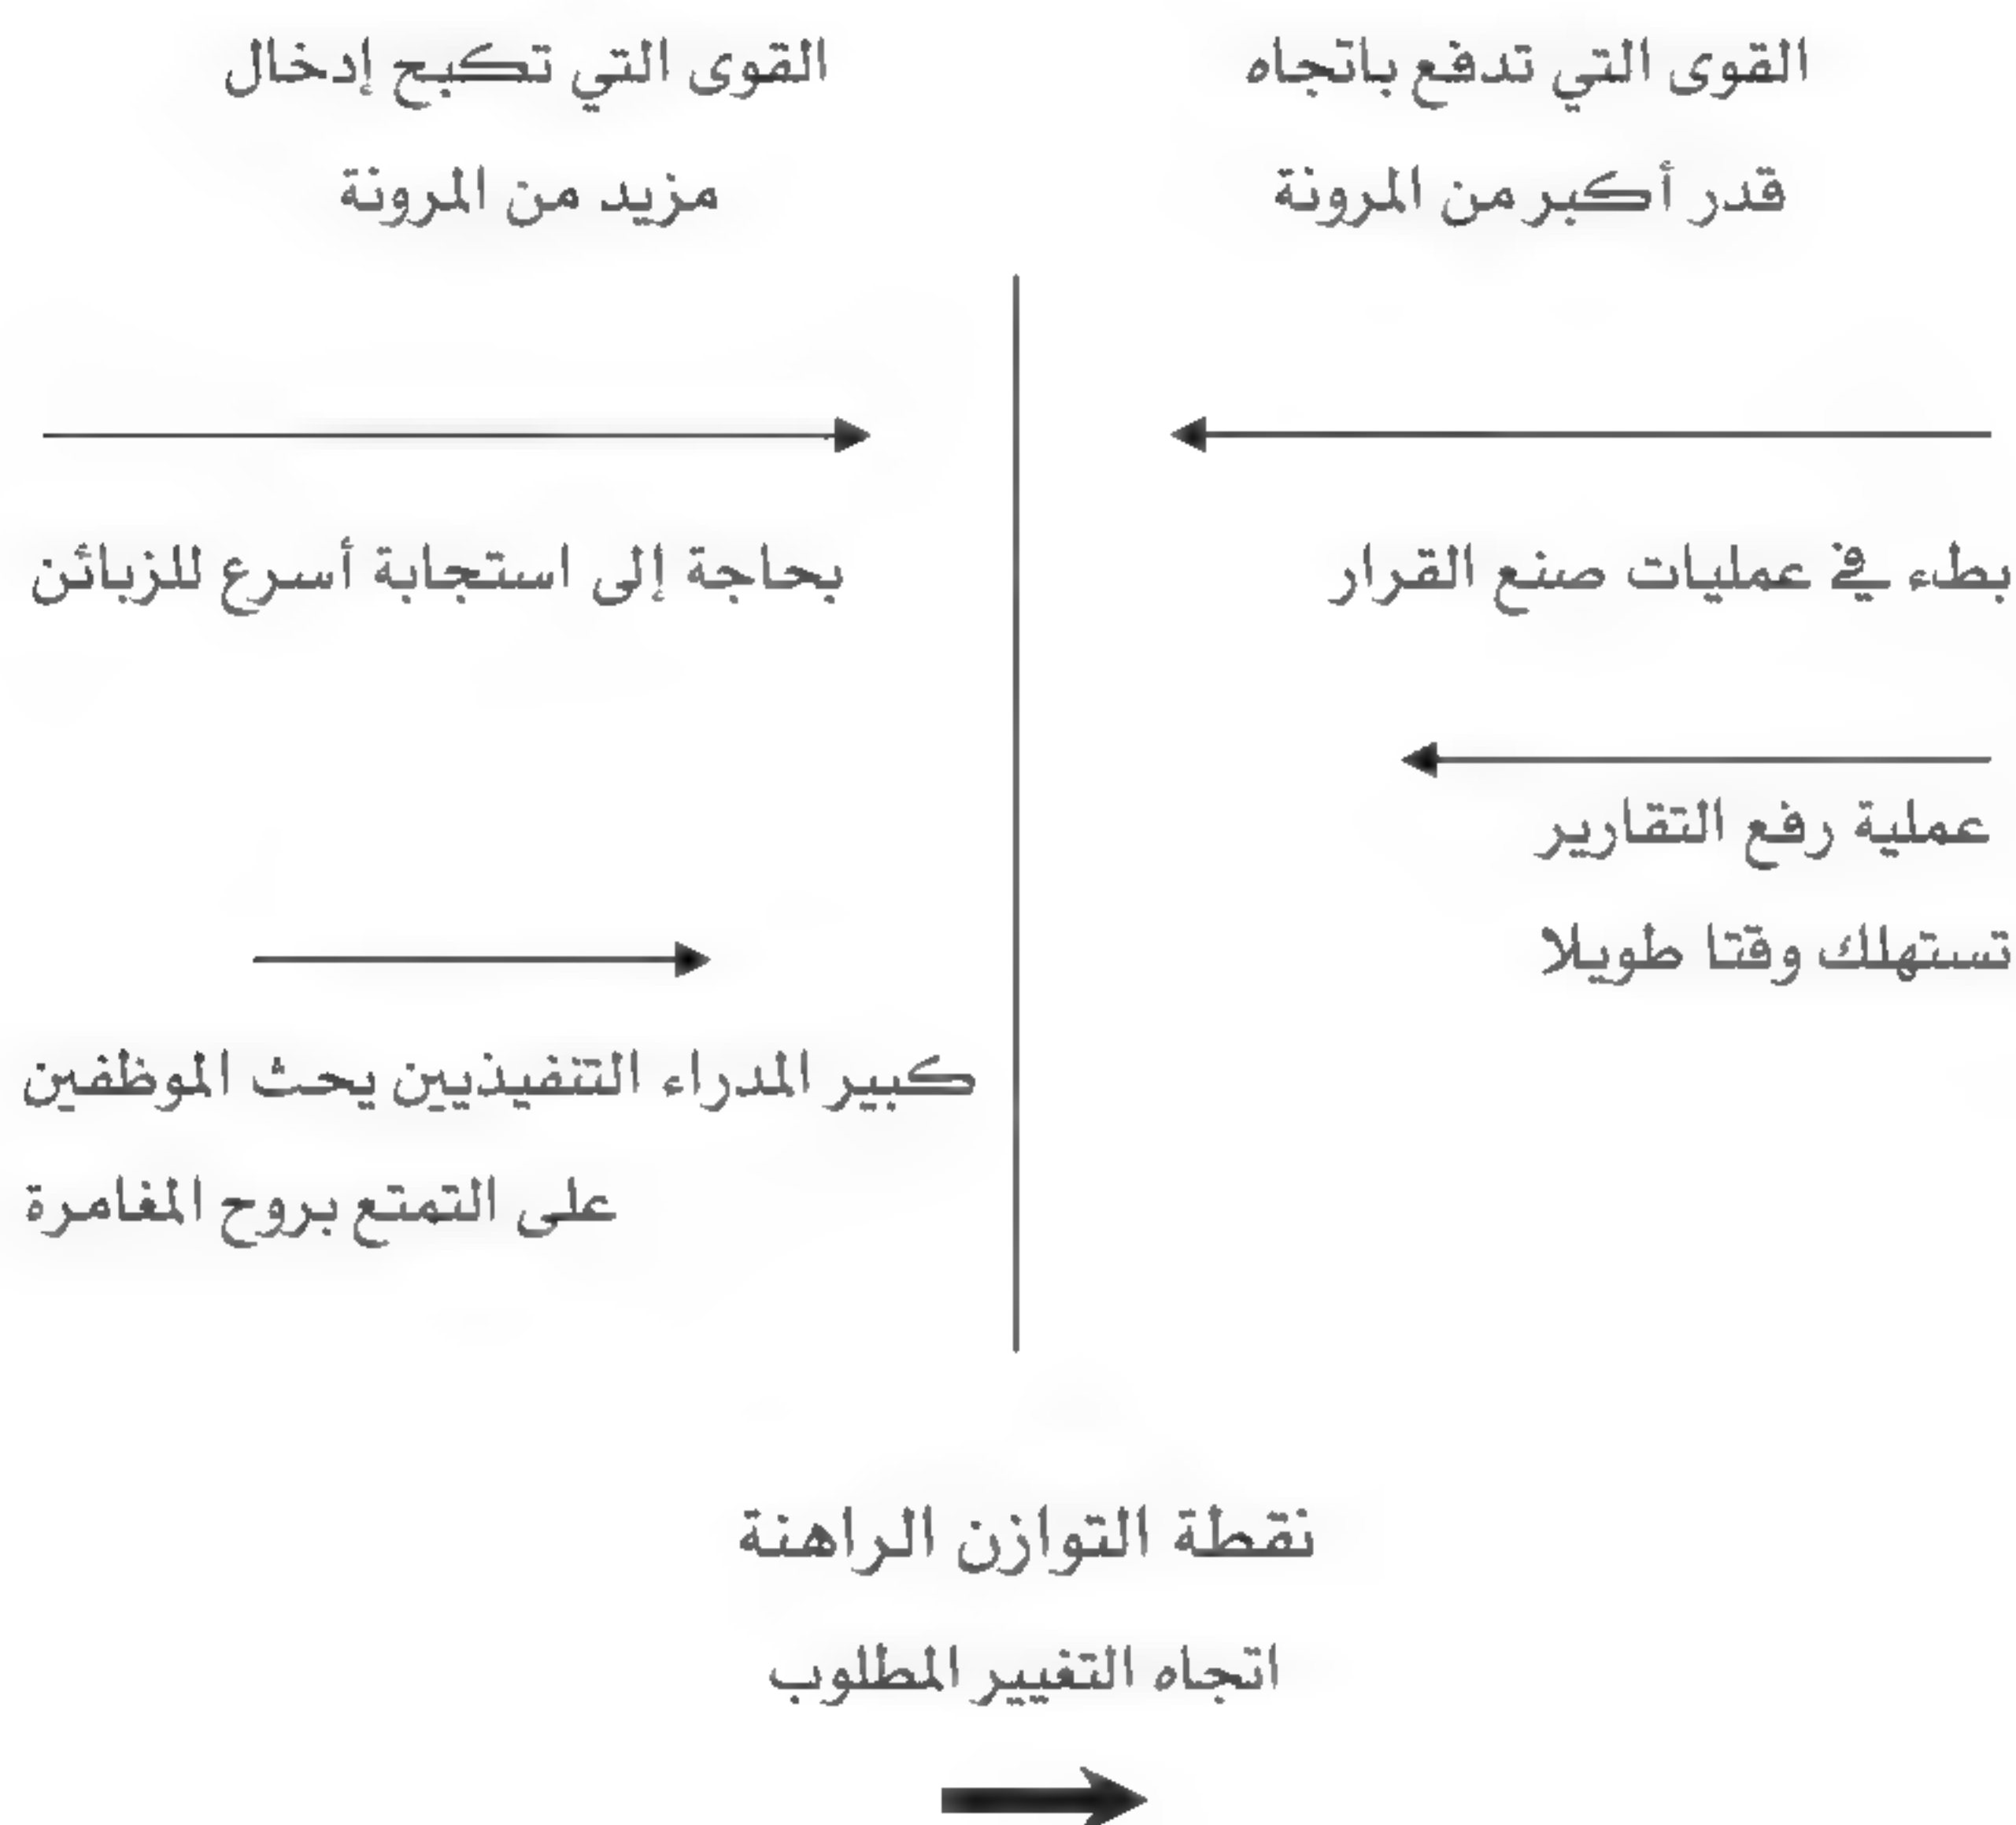 القوى التي تدفع باتجاه
قدر أكبر من المرونة
القوى التي تكبح إدخال
مزيد من المرونة
بطء في عمليات صنع القرار
بحاجة إلى استجابة أسرع للزبائن
عملية رفع التقارير
تستهلك وقتا طويلا
كبير المدراء التنفيذيين يحث الموظفين
على التمتع بروح المغامرة
نقطة التوازن الراهنة
اتجاه التغيير المطلوب